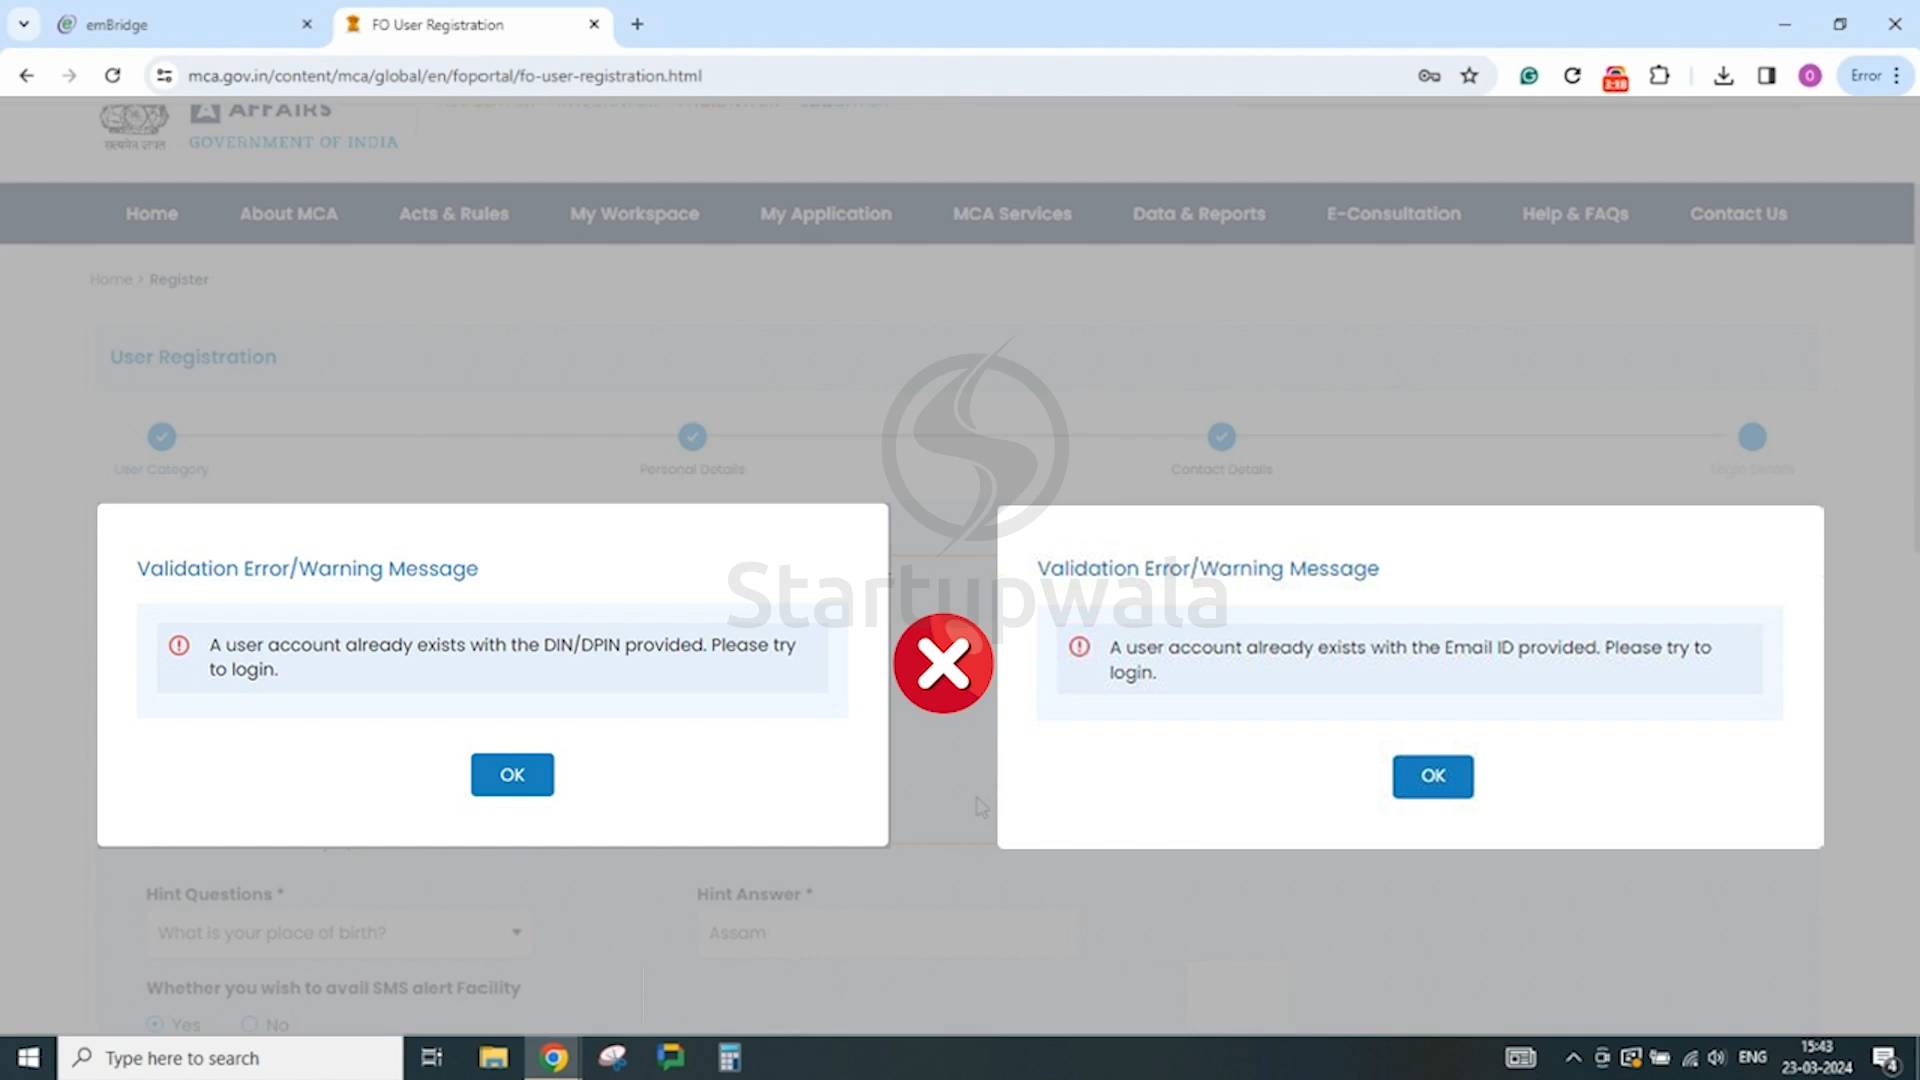 emBridge
FO User Registration
mca.gov.in/content/mca/global/en/foportal/fo-user-registration.html
Error
3:18
AFFAIRS
सत्यमेव जयते
GOVERNMENT OF INDIA
Home About MCA Acts & Rules My Workspace My Application MCA Services Data & Reports E-Consultation Help & FAQs Contact Us
Home > Register
User Registration
User Category Personal Details Contact Details Login Details
Startupwala
Validation Error/Warning Message
A user account already exists with the DIN/DPIN provided. Please try
to login.
OK
Validation Error/Warning Message
A user account already exists with the Email ID provided. Please try to
login.
OK
Hint Questions * Hint Answer *
What is your place of birth? Assam
Whether you wish to avail SMS alert Facility
Yes No
Type here to search
ENG
15:43
23-03-2024
4